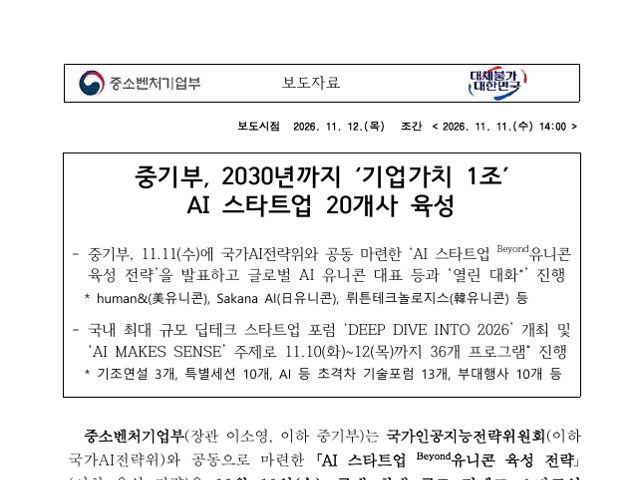 중소벤처기업부 보도자료 대체불가
대한민국
보도시점 2026. 11. 12.(목) 조간 < 2026. 11. 11.(수) 14:00 >
중기부, 2030년까지 ‘기업가치 1조’
AI 스타트업 20개사 육성
- 중기부, 11.11(수)에 국가AI전략위와 공동 마련한 ‘AI 스타트업 Beyond유니콘
육성 전략’을 발표하고 글로벌 AI 유니콘 대표 등과 ‘열린 대화*’ 진행
* human&(美유니콘), Sakana AI(日유니콘), 뤼튼테크놀로지스(韓유니콘) 등
- 국내 최대 규모 딥테크 스타트업 포럼 ‘DEEP DIVE INTO 2026’ 개최 및
‘AI MAKES SENSE’ 주제로 11.10(화)~12(목)까지 36개 프로그램* 진행
* 기조연설 3개, 특별세션 10개, AI 등 초격차 기술포럼 13개, 부대행사 10개 등
중소벤처기업부(장관 이소영, 이하 중기부)는 국가인공지능전략위원회(이하
국가AI전략위)와 공동으로 마련한 「AI 스타트업 Beyond유니콘 육성 전략」